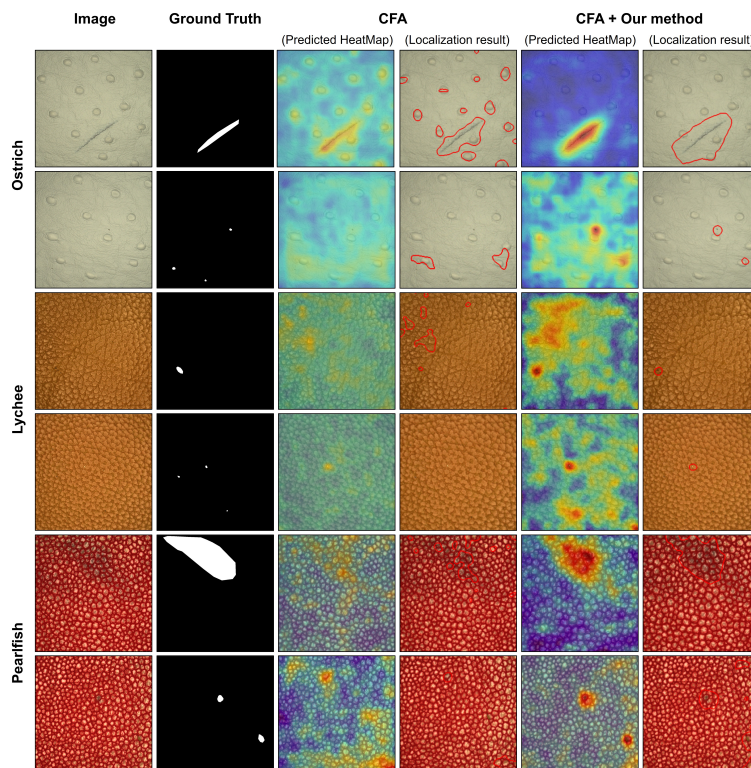 Image Ground Truth CFA CFA + Our method
(Predicted HeatMap) (Localization result) (Predicted HeatMap) (Localization result)
Ostrich
Lychee
Pearlfish